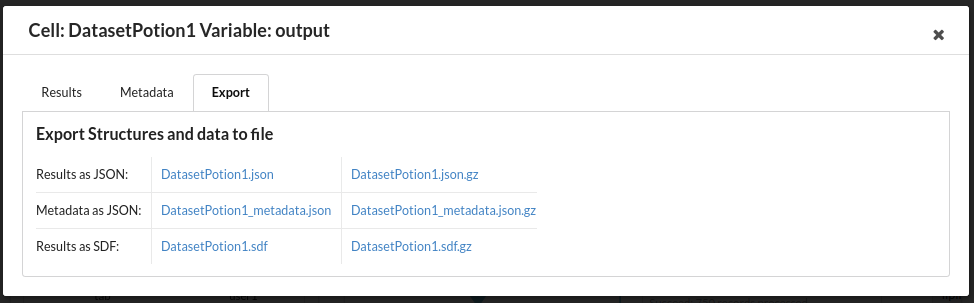 Cell: DatasetPotion1 Variable: output
Results Metadata Export
Export Structures and data to file
Results as JSON: DatasetPotion1.json DatasetPotion1.json.gz
Metadata as JSON: DatasetPotion1_metadata.json DatasetPotion1_metadata.json.gz
Results as SDF: DatasetPotion1.sdf DatasetPotion1.sdf.gz